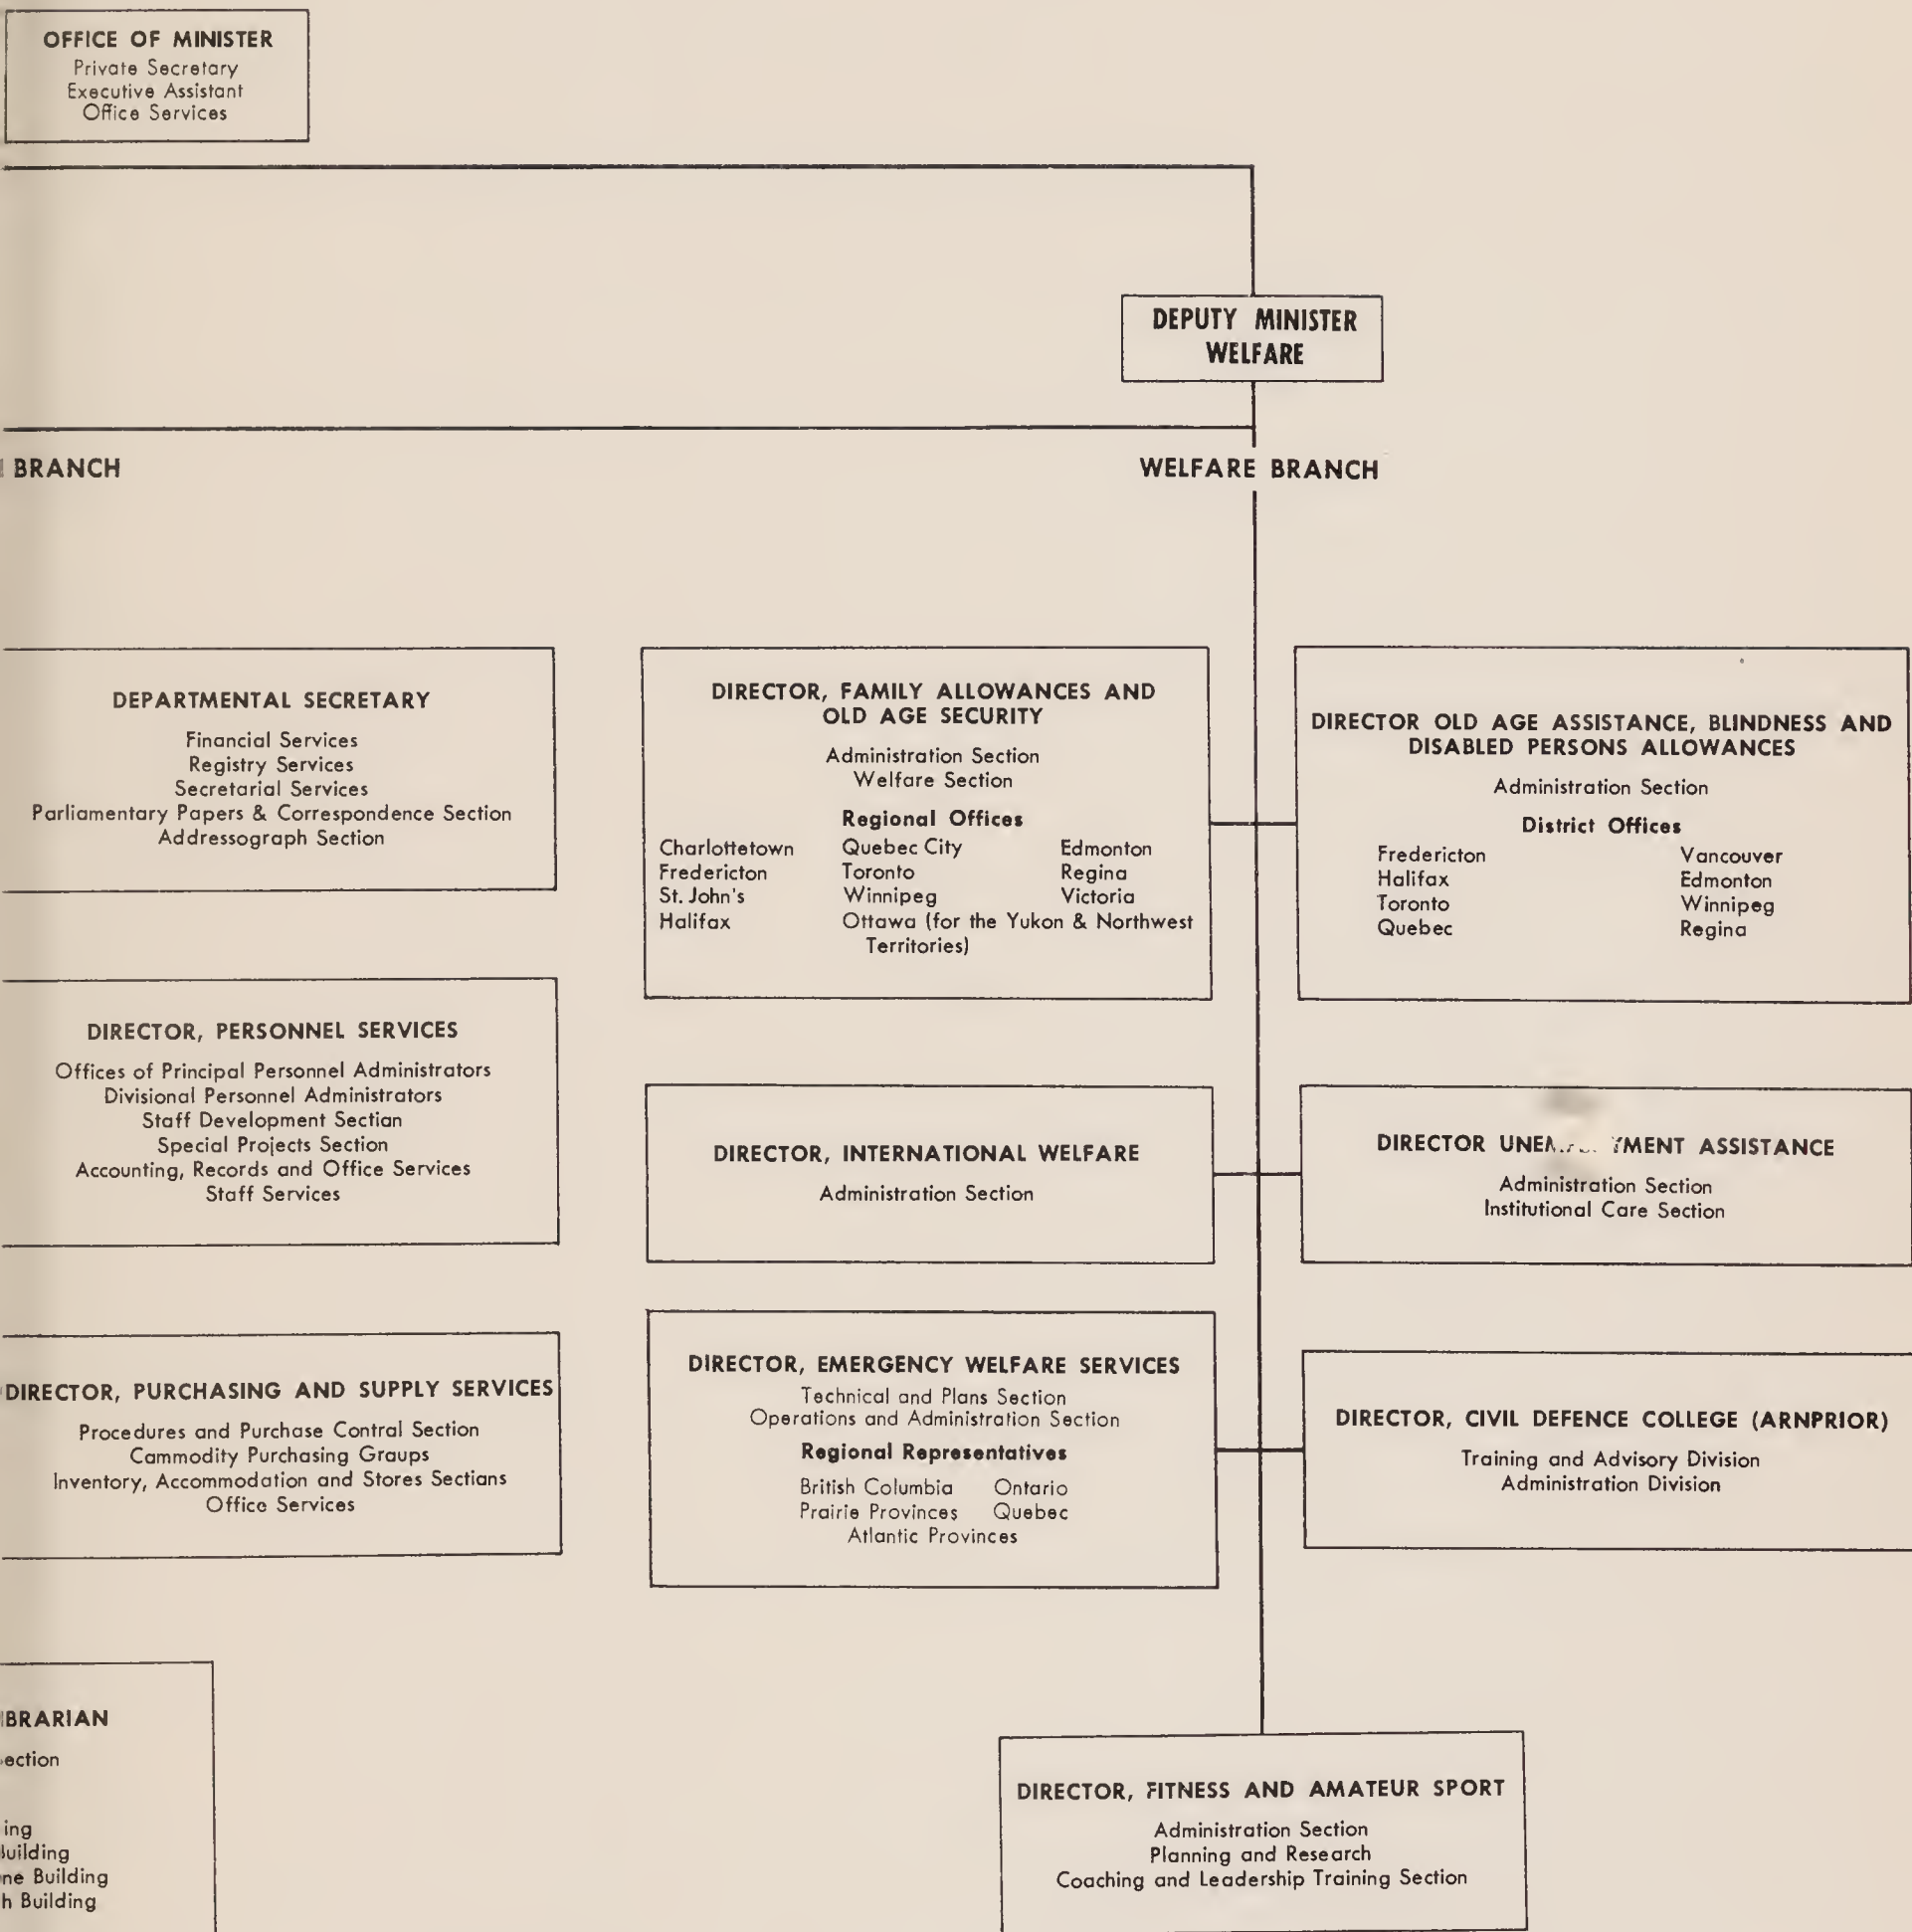 OFFICE OF MINISTER
Private Secretary
Executive Assistant
Office Services
DEPUTY MINISTER
WELFARE
BRANCH
WELFARE BRANCH
DEPARTMENTAL SECRETARY
Financial Services
Registry Services
Secretarial Services
Parliamentary Papers & Correspondence Section
Addressograph Section
DIRECTOR, FAMILY ALLOWANCES AND
OLD AGE SECURITY
Administration Section
Welfare Section
Regional Offices
Charlottetown Quebec City Edmonton
Fredericton Toronto Regina
St. John's Winnipeg Victoria
Halifax Ottawa (for the Yukon & Northwest
Territories)
DIRECTOR OLD AGE ASSISTANCE, BLINDNESS AND
DISABLED PERSONS ALLOWANCES
Administration Section
District Offices
Fredericton Vancouver
Halifax Edmonton
Toronto Winnipeg
Quebec Regina
DIRECTOR, PERSONNEL SERVICES
Offices of Principal Personnel Administrators
Divisional Personnel Administrators
Staff Development Sectian
Special Projects Section
Accounting, Records and Office Services
Staff Services
DIRECTOR, INTERNATIONAL WELFARE
Administration Section
DIRECTOR ASSISTANCE
Administration Section
Institutional Care Section
DIRECTOR, PURCHASING AND SUPPLY SERVICES
Procedures and Purchase Contral Section
Cammodity Purchasing Graups
Inventory, Accommodation and Stores Sectians
Office Services
DIRECTOR, EMERGENCY WELFARE SERVICES
Technical and Plans Section
Operations and Administration Section
Regional Representatives
British Columbia Ontario
Prairie Provinces Quebec
Atlantic Provinces
DIRECTOR, CIVIL DEFENCE COLLEGE (ARNPRIOR)
Training and Advisory Division
Administration Division
IBRARIAN
ection
ing
Building
ne Building
h Building
DIRECTOR, FITNESS AND AMATEUR SPORT
Administration Section
Planning and Research
Coaching and Leadership Training Section